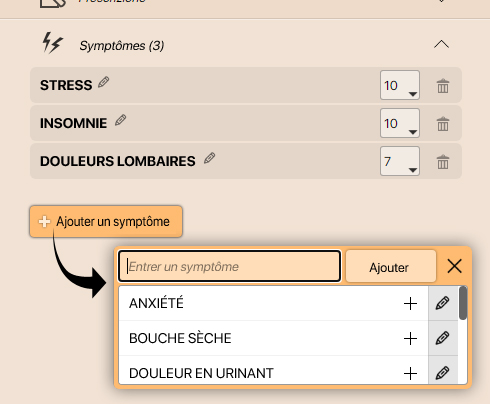 Symptômes (3)
STRESS 10
INSOMNIE 10
DOULEURS LOMBAIRES 7
+ Ajouter un symptôme
Entrer un symptôme Ajouter
ANXIÉTÉ
BOUCHE SÈCHE
DOULEUR EN URINANT